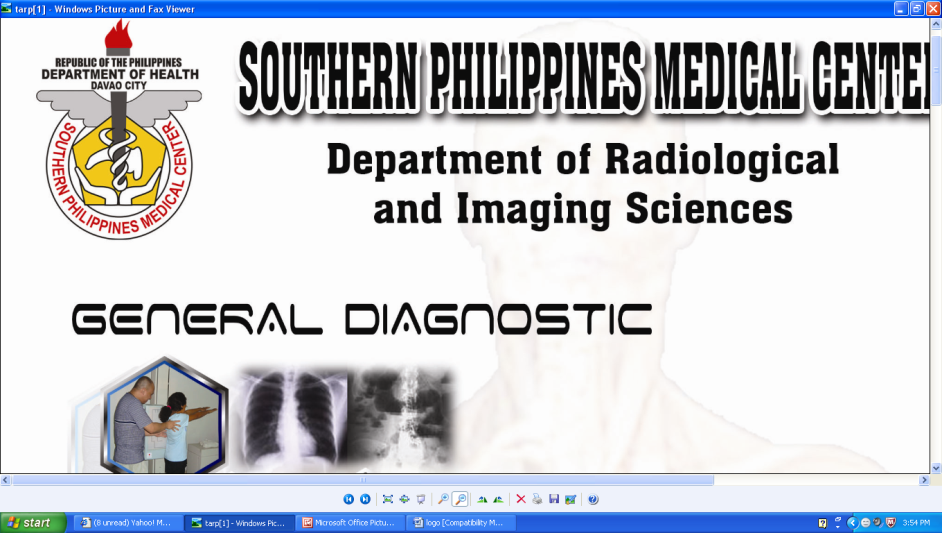 tarp[1] - Windows Picture and Fax Viewer
REPUBLIC OF THE PHILIPPINES
DEPARTMENT OF HEALTH
DAVAO CITY
SOUTHERN PHILIPPINES MEDICAL CENTER
SOUTHERN PHILIPPINES MEDICAL CENTE
Department of Radiological
and Imaging Sciences
GENERAL DIAGNOSTIC
start
(8 unread) Yahoo! M...
tarp[1] - Windows Pic...
Microsoft Office Pictu...
logo [Compatibility M...
3:54 PM